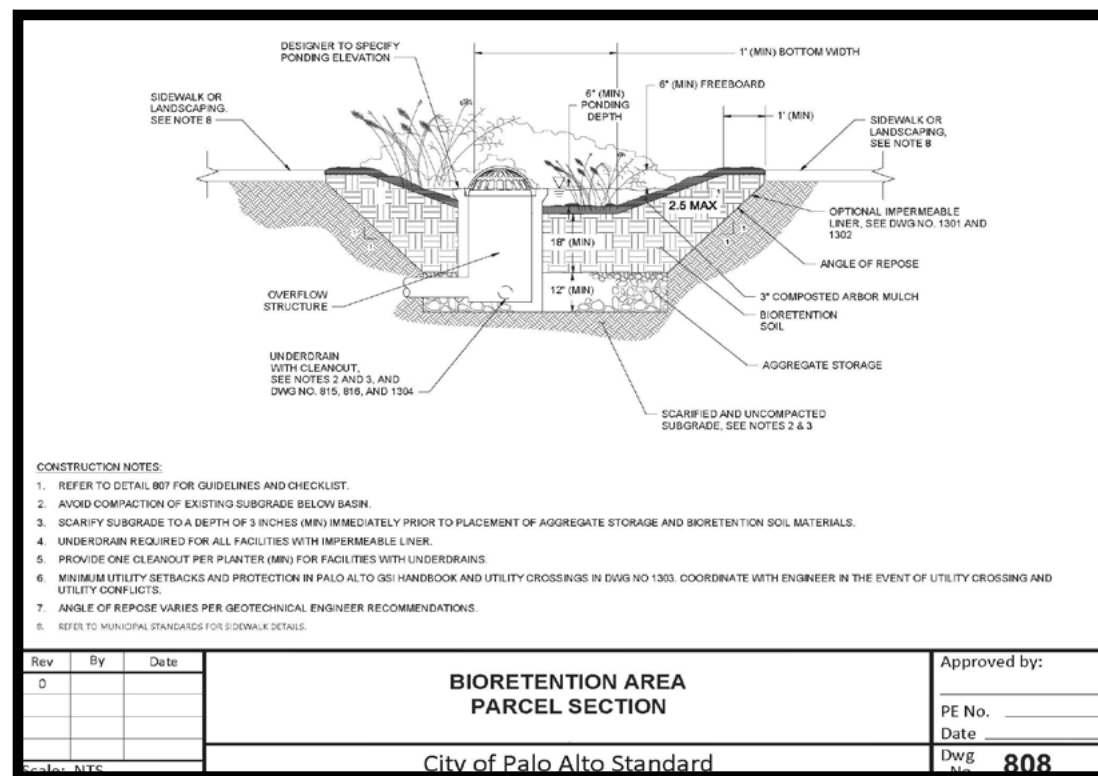 DESIGNER TO SPECIFY
PONDING ELEVATION
1' (MIN) BOTTOM WIDTH
6" (MIN) FREEBOARD
6" (MIN)
PONDING
DEPTH
SIDEWALK OR
LANDSCAPING.
SEE NOTE 8
1' (MIN)
SIDEWALK OR
LANDSCAPING,
SEE NOTE 8
2.5 MAX
1
OPTIONAL IMPERMEABLE
LINER, SEE DWG NO. 1301 AND
1302
18" (MIN)
1
1
ANGLE OF REPOSE
12" (MIN)
OVERFLOW
STRUCTURE
3" COMPOSTED ARBOR MULCH
BIORETENTION
SOIL
UNDERDRAIN
WITH CLEANOUT,
SEE NOTES 2 AND 3, AND
DWG NO. 815, 816, AND 1304
AGGREGATE STORAGE
SCARIFIED AND UNCOMPACTED
SUBGRADE, SEE NOTES 2 & 3
CONSTRUCTION NOTES:
1. REFER TO DETAIL 807 FOR GUIDELINES AND CHECKLIST.
2. AVOID COMPACTION OF EXISTING SUBGRADE BELOW BASIN.
3. SCARIFY SUBGRADE TO A DEPTH OF 3 INCHES (MIN) IMMEDIATELY PRIOR TO PLACEMENT OF AGGREGATE STORAGE AND BIORETENTION SOIL MATERIALS.
4. UNDERDRAIN REQUIRED FOR ALL FACILITIES WITH IMPERMEABLE LINER.
5. PROVIDE ONE CLEANOUT PER PLANTER (MIN) FOR FACILITIES WITH UNDERDRAINS.
6. MINIMUM UTILITY SETBACKS AND PROTECTION IN PALO ALTO GSI HANDBOOK AND UTILITY CROSSINGS IN DWG NO 1303. COORDINATE WITH ENGINEER IN THE EVENT OF UTILITY CROSSING AND
UTILITY CONFLICTS.
7. ANGLE OF REPOSE VARIES PER GEOTECHNICAL ENGINEER RECOMMENDATIONS.
8. REFER TO MUNICIPAL STANDARDS FOR SIDEWALK DETAILS.
Rev By Date
0
BIORETENTION AREA
PARCEL SECTION
Approved by:
PE No.
Date
Scale: NTS
City of Palo Alto Standard
Dwg
No. 808